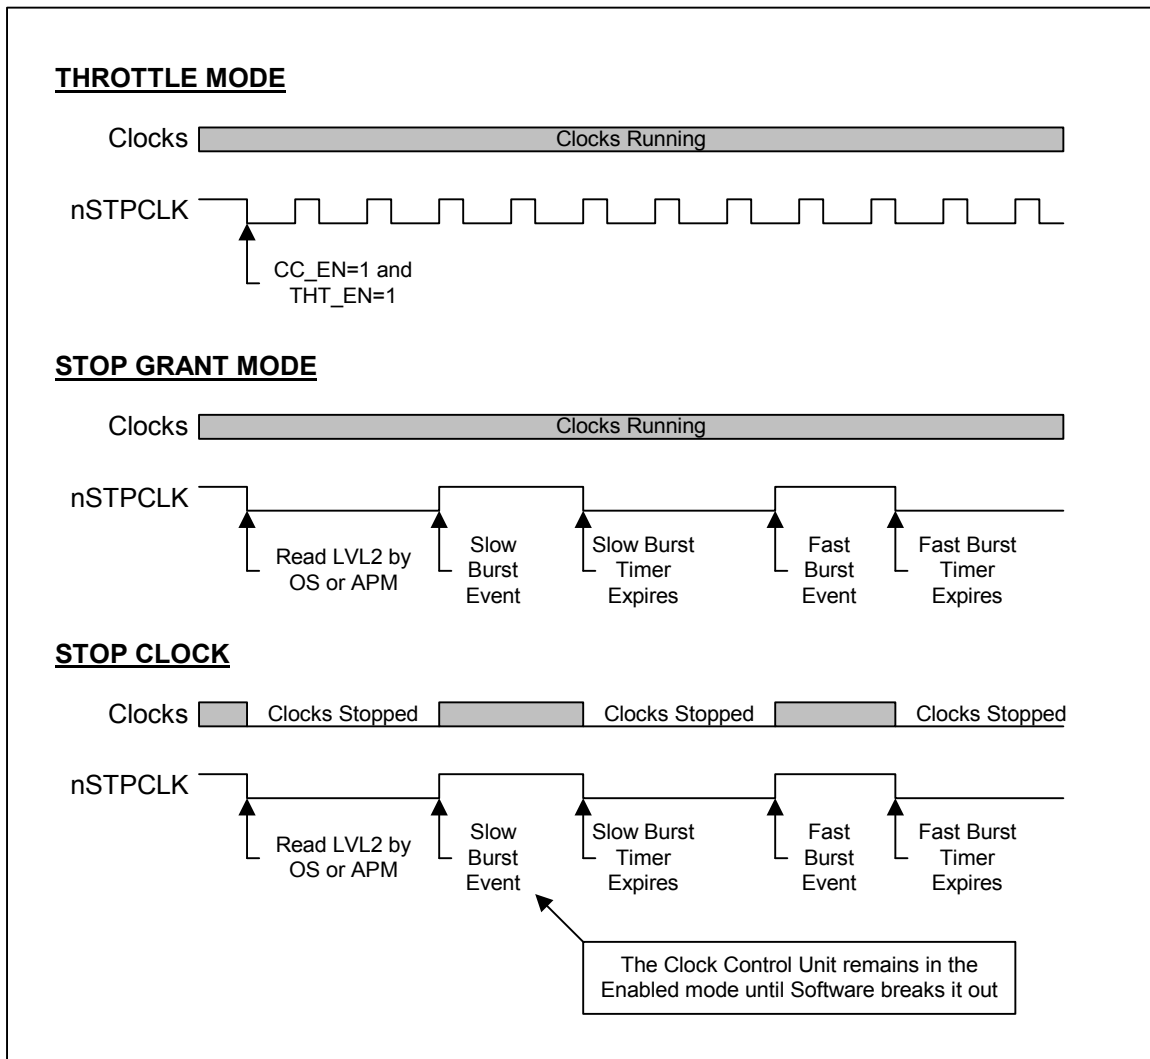 THROTTLE MODE
Clocks
Clocks Running
nSTPCLK
CC_EN=1 and
THT_EN=1
STOP GRANT MODE
Clocks
Clocks Running
nSTPCLK
Read LVL2 by
OS or APM
Slow
Burst
Event
Slow Burst
Timer
Expires
Fast
Burst
Event
Fast Burst
Timer
Expires
STOP CLOCK
Clocks
Clocks Stopped
Clocks Stopped
Clocks Stopped
nSTPCLK
Read LVL2 by
OS or APM
Slow
Burst
Event
Slow Burst
Timer
Expires
Fast
Burst
Event
Fast Burst
Timer
Expires
The Clock Control Unit remains in the
Enabled mode until Software breaks it out